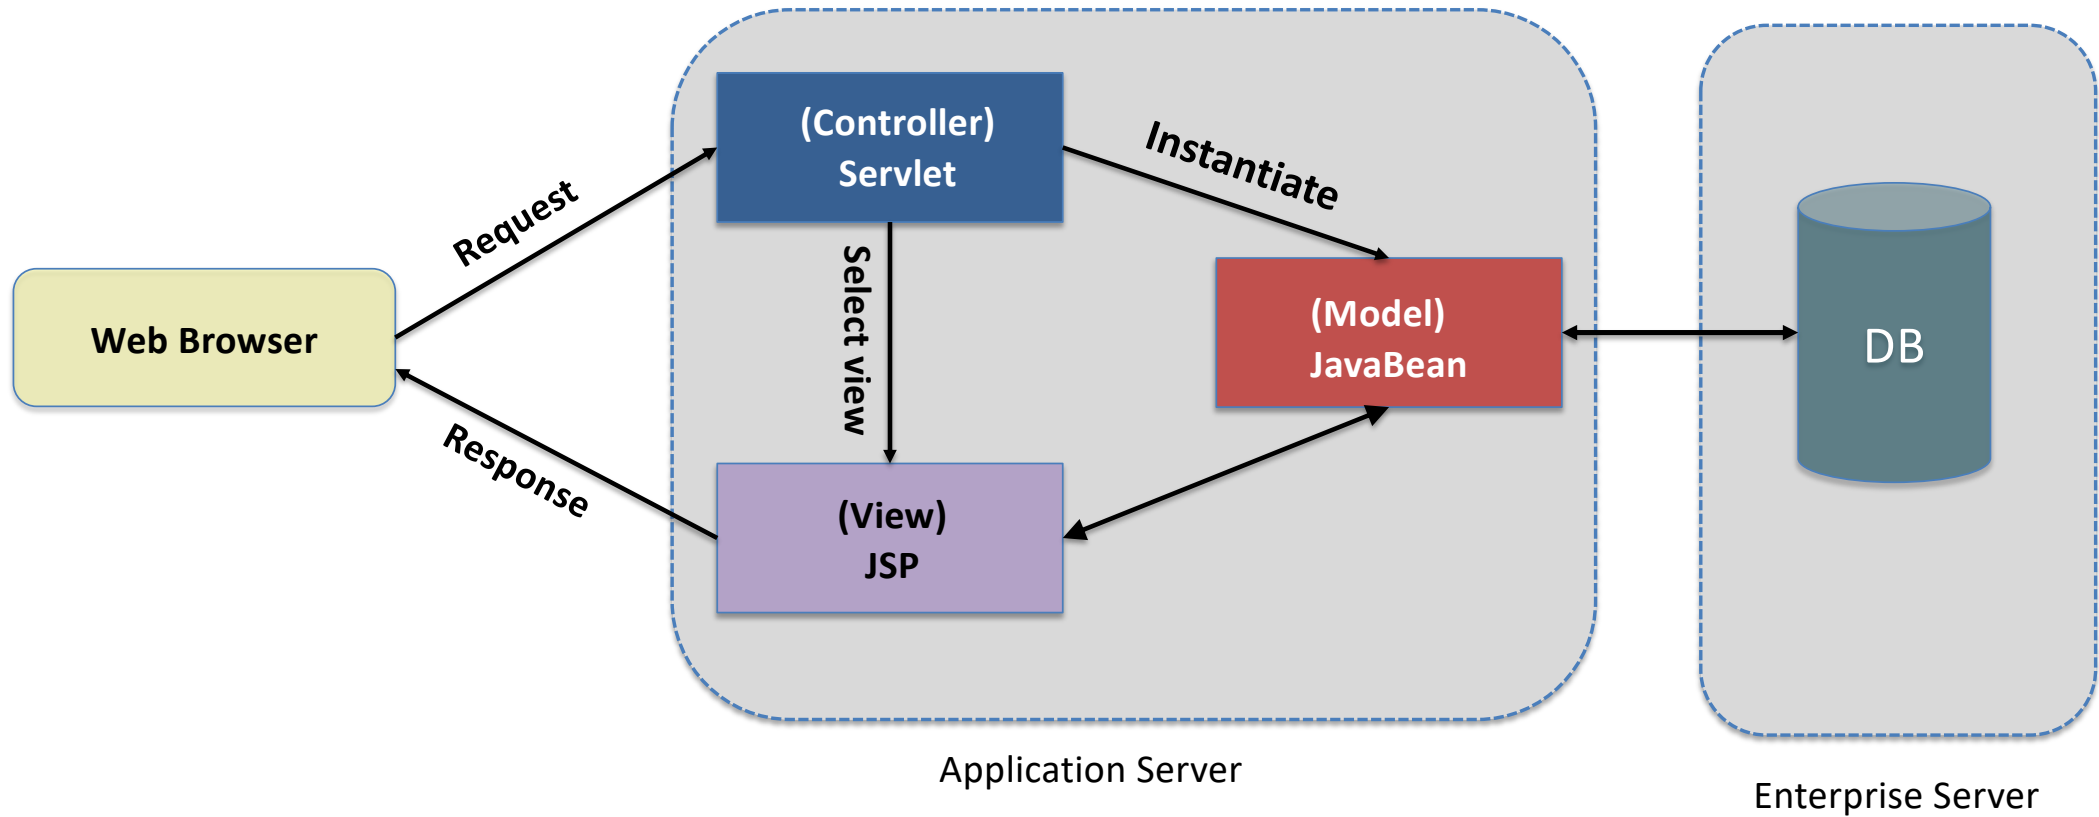 (Controller)
Servlet
Instantiate
Request
Select view
Web Browser
(Model)
JavaBean
DB
Response
(View)
JSP
Application Server
Enterprise Server